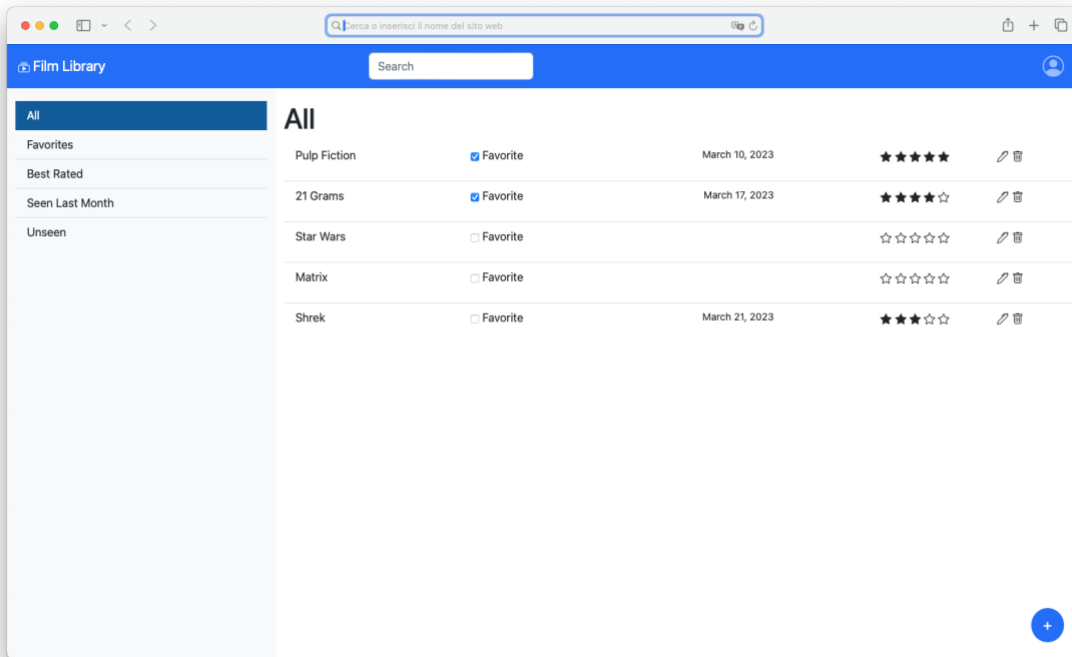 Cerca o inserisci il nome del sito web
Film Library
Search
All
Favorites
Best Rated
Seen Last Month
Unseen
All
Pulp Fiction Favorite March 10, 2023
21 Grams Favorite March 17, 2023
Star Wars Favorite
Matrix Favorite
Shrek Favorite March 21, 2023
+